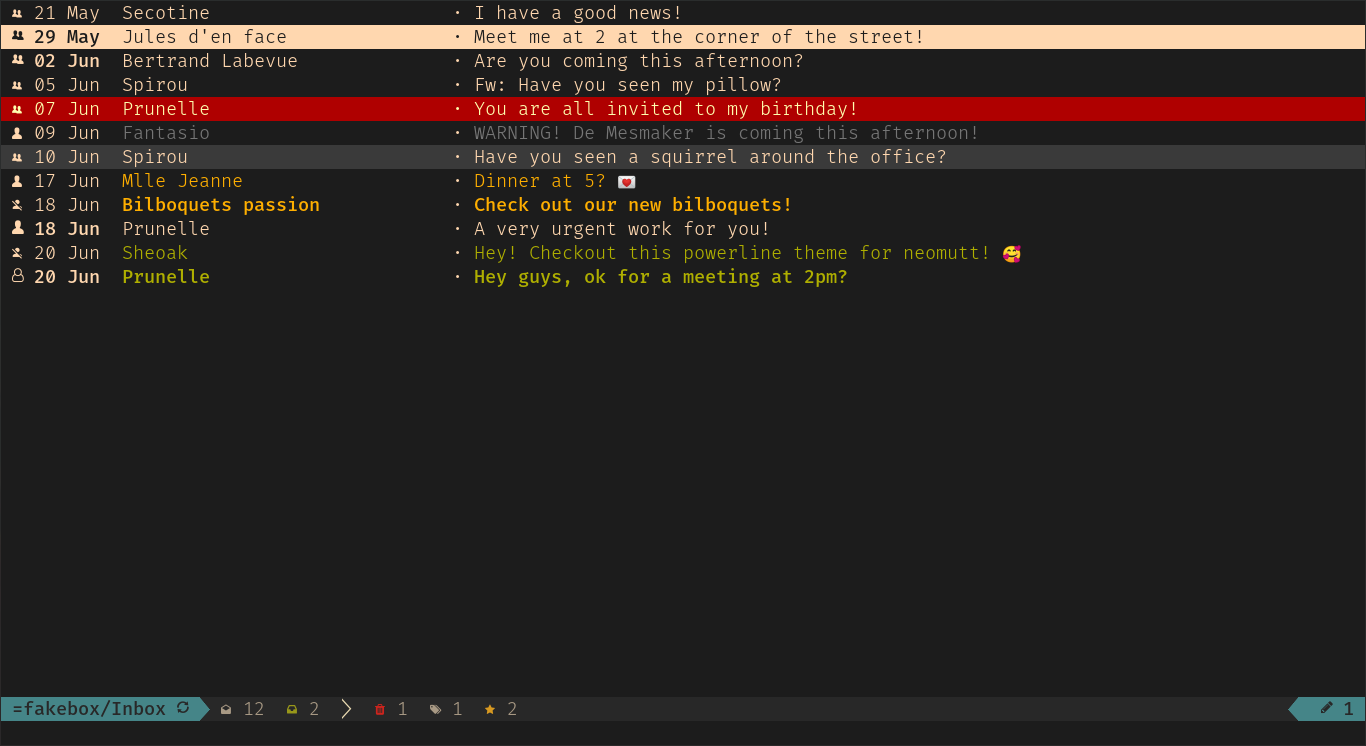 21 May Secotine · I have a good news!
29 May Jules d'en face · Meet me at 2 at the corner of the street!
02 Jun Bertrand Labevue · Are you coming this afternoon?
05 Jun Spirou · Fw: Have you seen my pillow?
07 Jun Prunelle · You are all invited to my birthday!
09 Jun Fantasio · WARNING! De Mesmaker is coming this afternoon!
10 Jun Spirou · Have you seen a squirrel around the office?
17 Jun Mlle Jeanne · Dinner at 5? 💌
18 Jun Bilboquets passion · Check out our new bilboquets!
18 Jun Prunelle · A very urgent work for you!
20 Jun Sheoak · Hey! Checkout this powerline theme for neomutt! 🥰
20 Jun Prunelle · Hey guys, ok for a meeting at 2pm?
=fakebox/Inbox 12 2 1 1 2 1